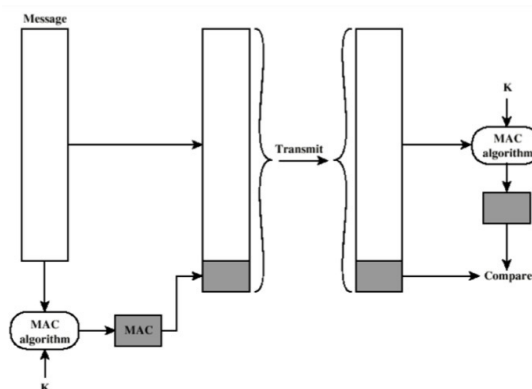 Message
K
Transmit
MAC
algorithm
Compare
MAC
algorithm
MAC
K